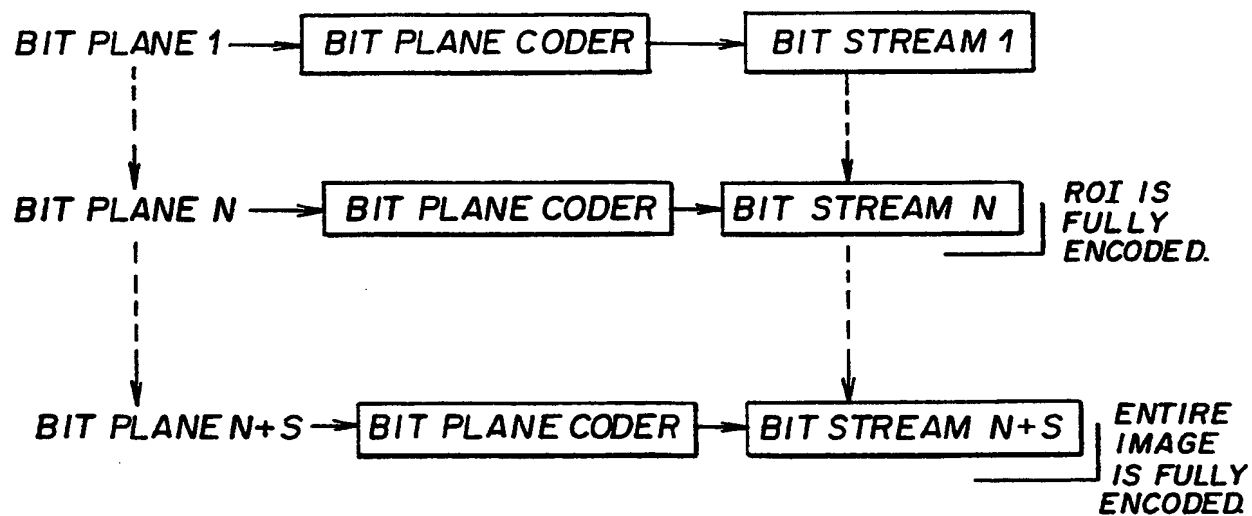 BIT PLANE 1
BIT PLANE CODER
BIT STREAM 1
BIT PLANE N
BIT PLANE CODER
BIT STREAM N
ROI IS
FULLY
ENCODED.
BIT PLANE N+S
BIT PLANE CODER
BIT STREAM N+S
ENTIRE
IMAGE
IS FULLY
ENCODED.